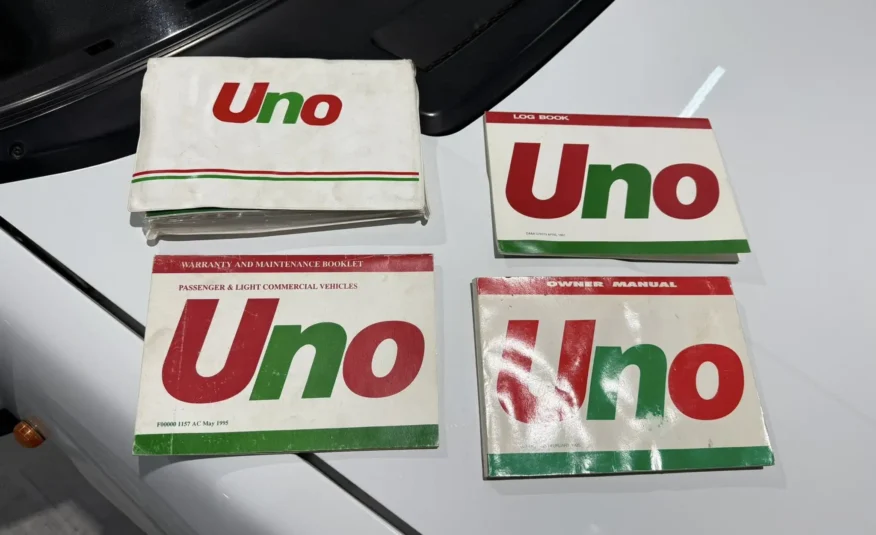 Uno
LOG BOOK
Uno
WARRANTY AND MAINTENANCE BOOKLET
PASSENGER & LIGHT COMMERCIAL VEHICLES
Uno
F90000 1157 AC May 1995
OWNER MANUAL
Uno